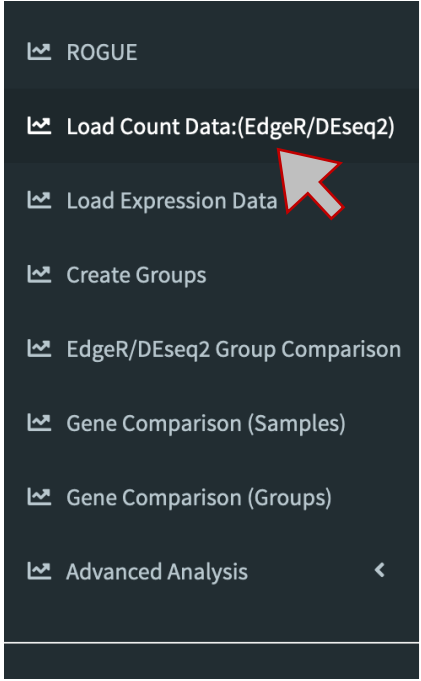 ROGUE
Load Count Data:(EdgeR/DEseq2)
Load Expression Data
Create Groups
EdgeR/DEseq2 Group Comparison
Gene Comparison (Samples)
Gene Comparison (Groups)
Advanced Analysis